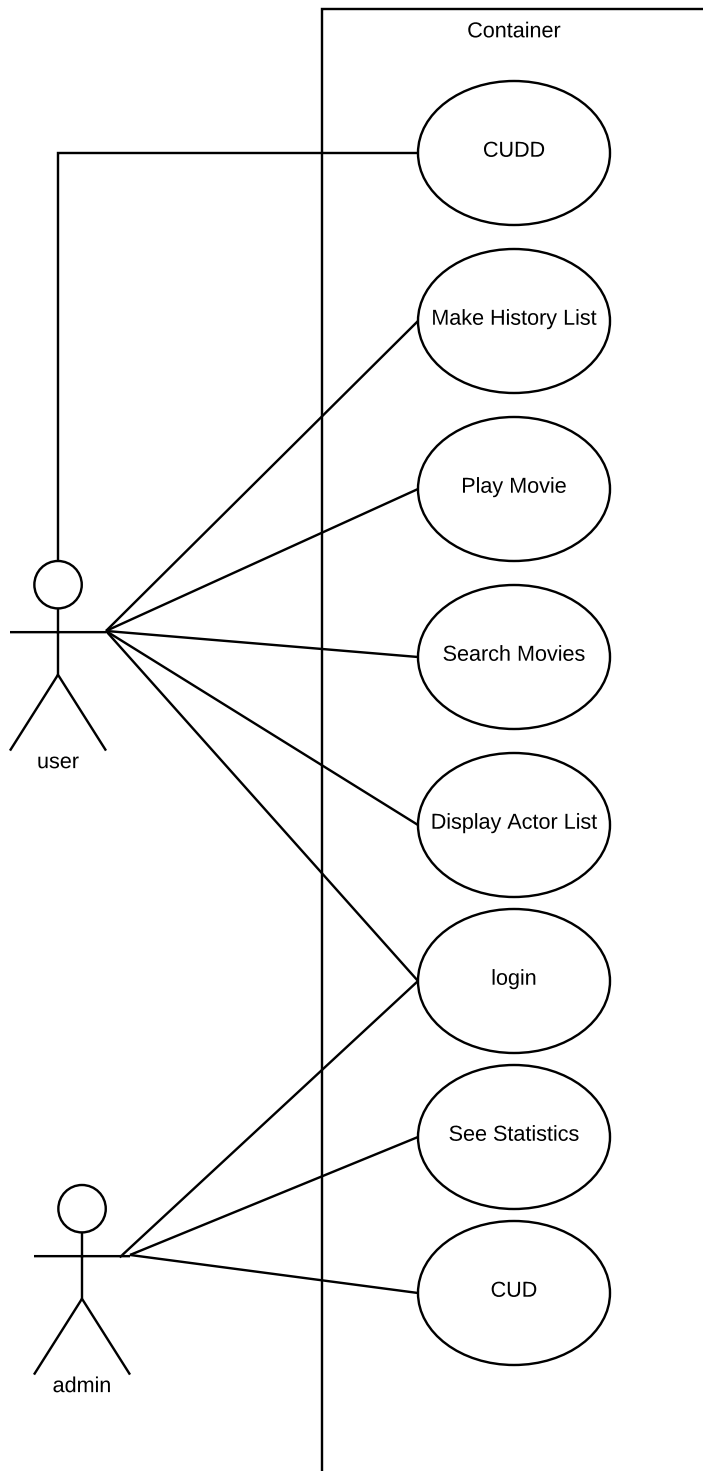 Container
CUDD
Make History List
Play Movie
Search Movies
user
Display Actor List
login
See Statistics
CUD
admin